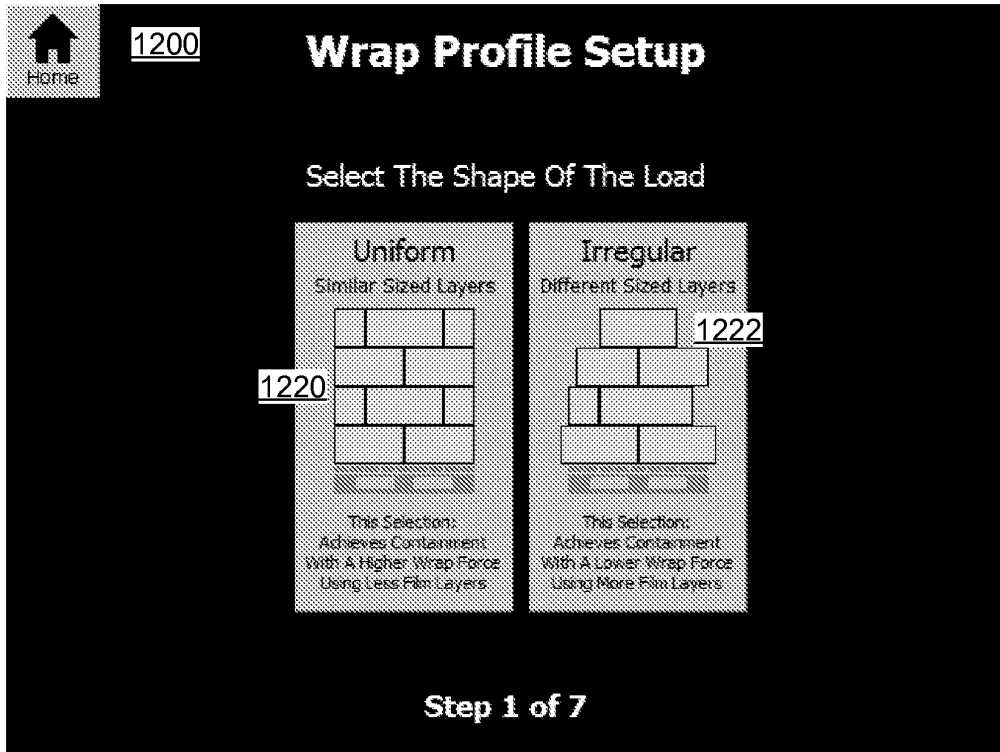 1200
Wrap Profile Setup
Home
Select The Shape Of The Load
Uniform
Similar Sized Layers
1220
This Selection:
Achieves Containment
With A Higher Wrap Force
Using Less Film Layers
Irregular
Different Sized Layers
1222
This Selection:
Achieves Containment
With A Lower Wrap Force
Using More Film Layers
Step 1 of 7